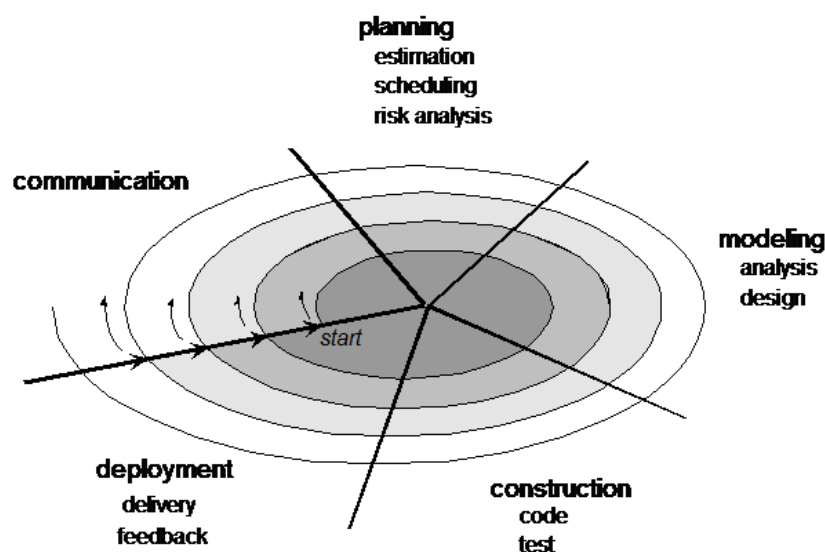 planning
estimation
scheduling
risk analysis
communication
modeling
analysis
design
start
deployment
delivery
feedback
construction
code
test